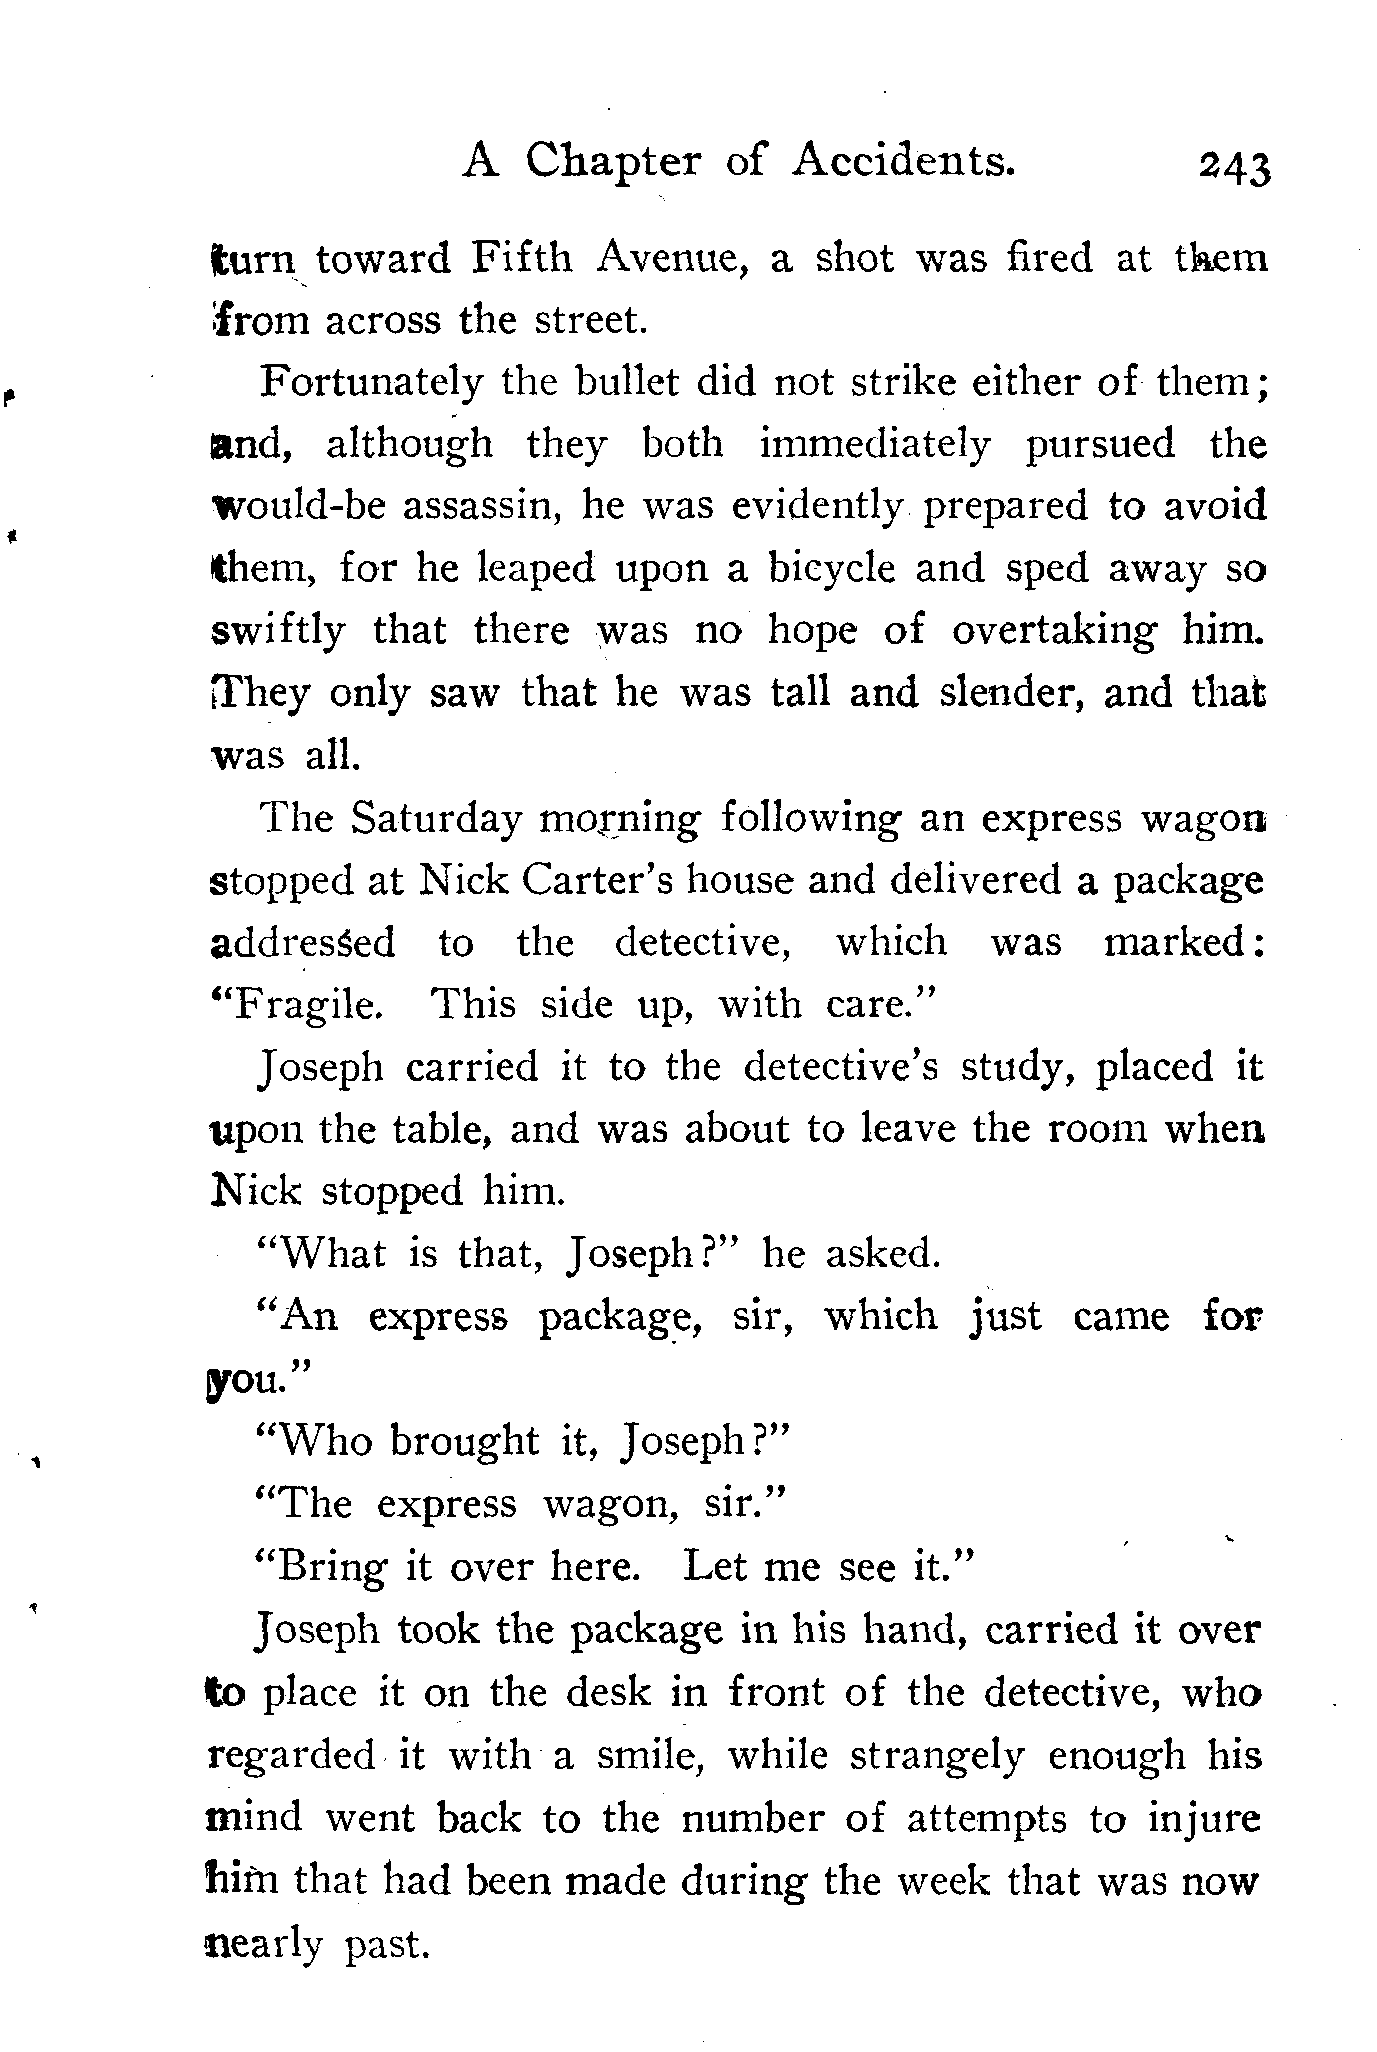 A Chapter of Accidents. 243
turn toward Fifth Avenue, a shot was fired at them
from across the street.
Fortunately the bullet did not strike either of them;
and, although they both immediately pursued the
would-be assassin, he was evidently prepared to avoid
them, for he leaped upon a bicycle and sped away so
swiftly that there was no hope of overtaking him.
They only saw that he was tall and slender, and that
was all.
The Saturday morning following an express wagon
stopped at Nick Carter's house and delivered a package
addressed to the detective, which was marked:
"Fragile. This side up, with care."
Joseph carried it to the detective's study, placed it
upon the table, and was about to leave the room when
Nick stopped him.
"What is that, Joseph?" he asked.
"An express package, sir, which just came for
you."
"Who brought it, Joseph?"
"The express wagon, sir."
"Bring it over here. Let me see it."
Joseph took the package in his hand, carried it over
to place it on the desk in front of the detective, who
regarded it with a smile, while strangely enough his
mind went back to the number of attempts to injure
him that had been made during the week that was now
nearly past.